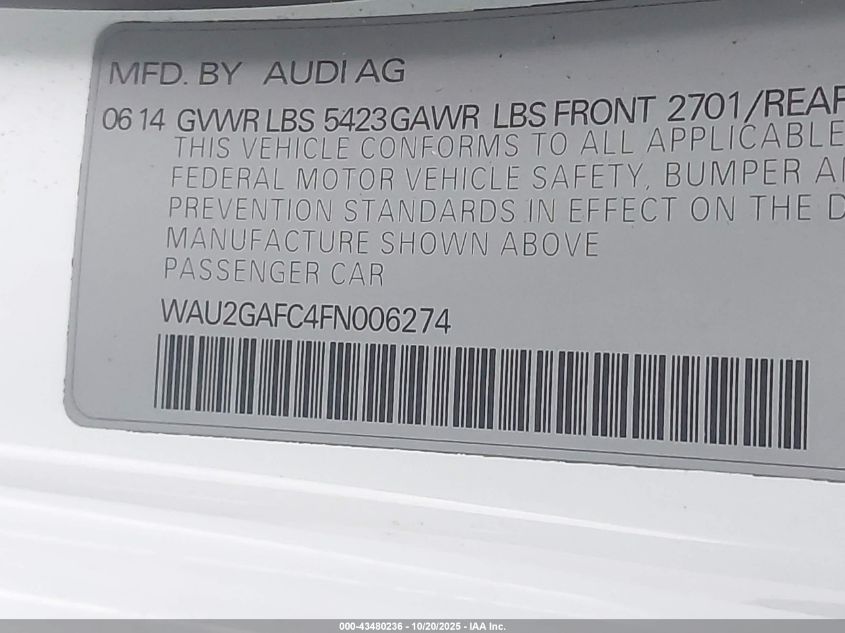 MFD. BY AUDI AG
06 14 GVWR LBS 5423 GAWR LBS FRONT 2701/REAR
THIS VEHICLE CONFORMS TO ALL APPLICABLE
FEDERAL MOTOR VEHICLE SAFETY, BUMPER
PREVENTION STANDARDS IN EFFECT ON THE
MANUFACTURE SHOWN ABOVE
PASSENGER CAR
WAU2GAFC4FN006274
000-43480236 - 10/20/2025 - IAA Inc.